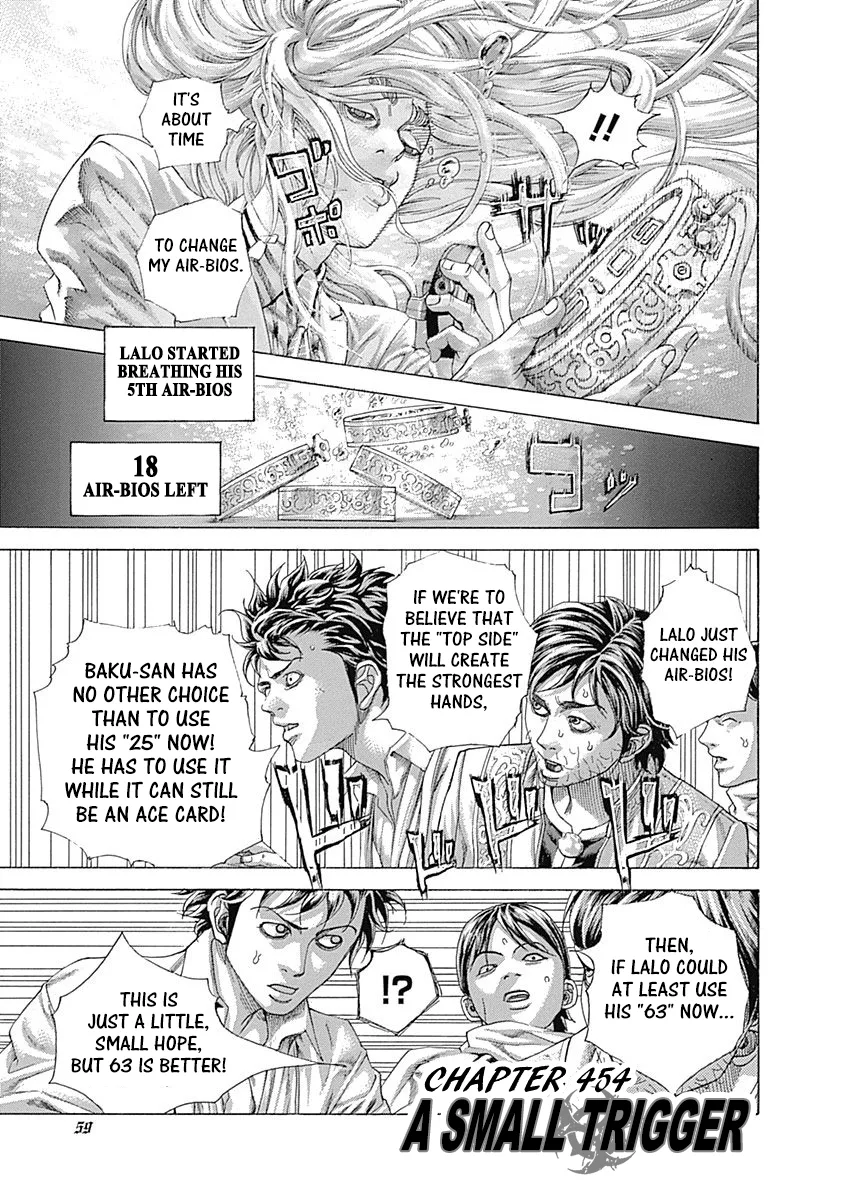 !!
IT'S
ABOUT
TIME
ゴポ
TO CHANGE
MY AIR-BIOS.
LALO STARTED
BREATHING HIS
5TH AIR-BIOS
18
AIR-BIOS LEFT
LALO JUST
CHANGED HIS
AIR-BIOS!
IF WE'RE TO
BELIEVE THAT
THE "TOP SIDE"
WILL CREATE
THE STRONGEST
HANDS,
BAKU-SAN HAS
NO OTHER CHOICE
THAN TO USE
HIS "25" NOW!
HE HAS TO USE IT
WHILE IT CAN STILL
BE AN ACE CARD!
THEN,
IF LALO COULD
AT LEAST USE
HIS "63" NOW...
!?
THIS IS
JUST A LITTLE,
SMALL HOPE,
BUT 63 IS BETTER!
CHAPTER 454
A SMALL TRIGGER
59